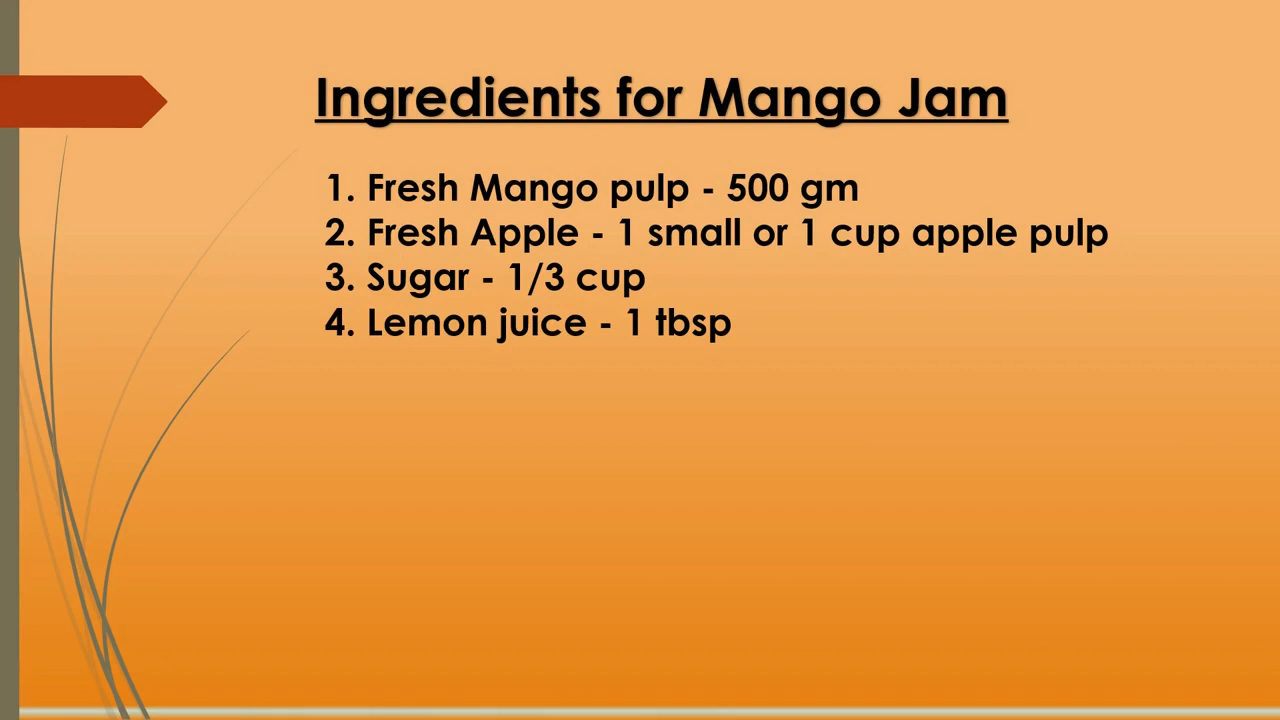 Ingredients for Mango Jam
1. Fresh Mango pulp - 500 gm
2. Fresh Apple - 1 small or 1 cup apple pulp
3. Sugar - 1/3 cup
4. Lemon juice - 1 tbsp